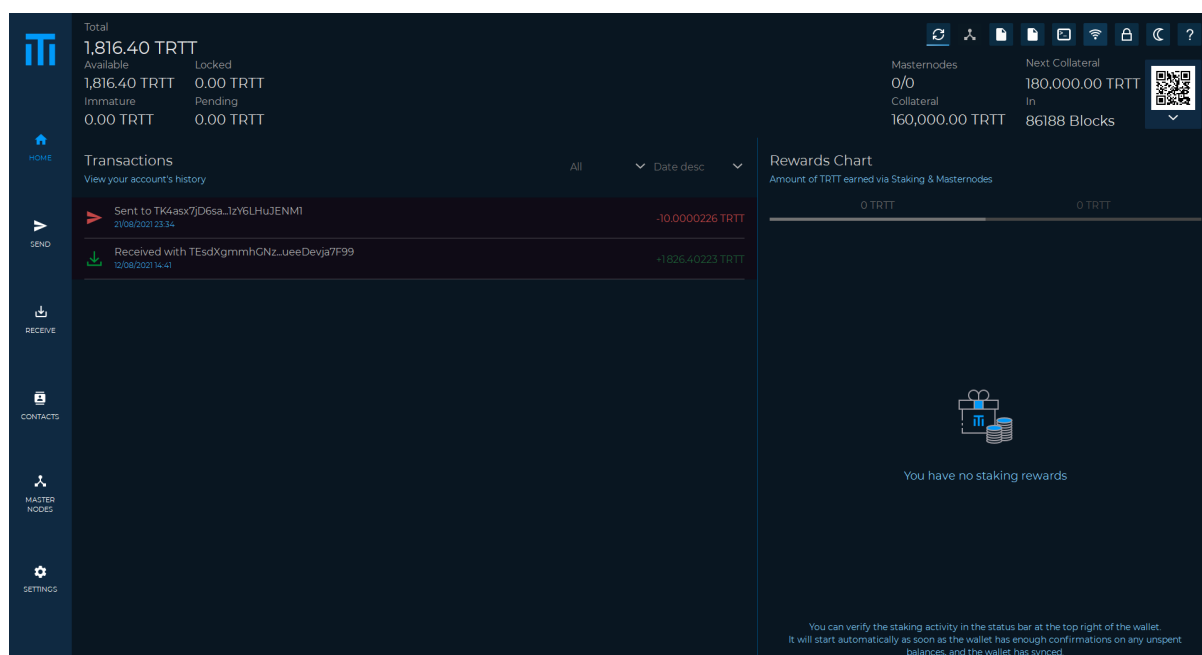 Total
1,816.40 TRTT
Available Locked
1,816.40 TRTT 0.00 TRTT
Immature Pending
0.00 TRTT 0.00 TRTT
Masternodes Next Collateral
0/0 180,000.00 TRTT
Collateral In
160,000.00 TRTT 86188 Blocks
HOME
SEND
RECEIVE
CONTACTS
MASTER
NODES
SETTINGS
Transactions
View your account's history
All Date desc
Sent to TK4asx7jD6sa...1zY6LHuJENM1
21/08/2021 23:34
-10.0000226 TRTT
Received with TEsdXgmmhGNz...ueeDevja7F99
12/08/2021 14:41
+1 826.40223 TRTT
Rewards Chart
Amount of TRTT earned via Staking & Masternodes
0 TRTT 0 TRTT
You have no staking rewards
You can verify the staking activity in the status bar at the top right of the wallet.
It will start automatically as soon as the wallet has enough confirmations on any unspent
balances, and the wallet has synced